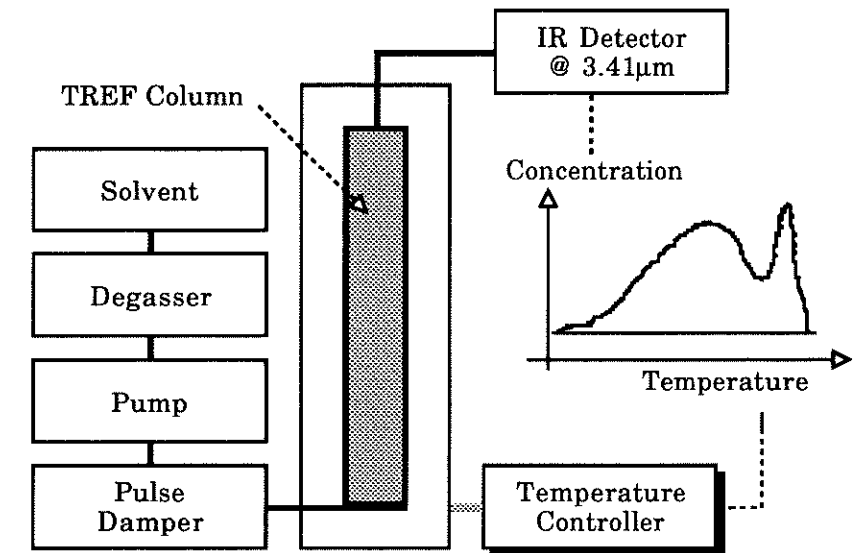 IR Detector
@ 3.41μm
TREF Column
Solvent
Degasser
Pump
Pulse
Damper
Concentration
Temperature
Temperature
Controller